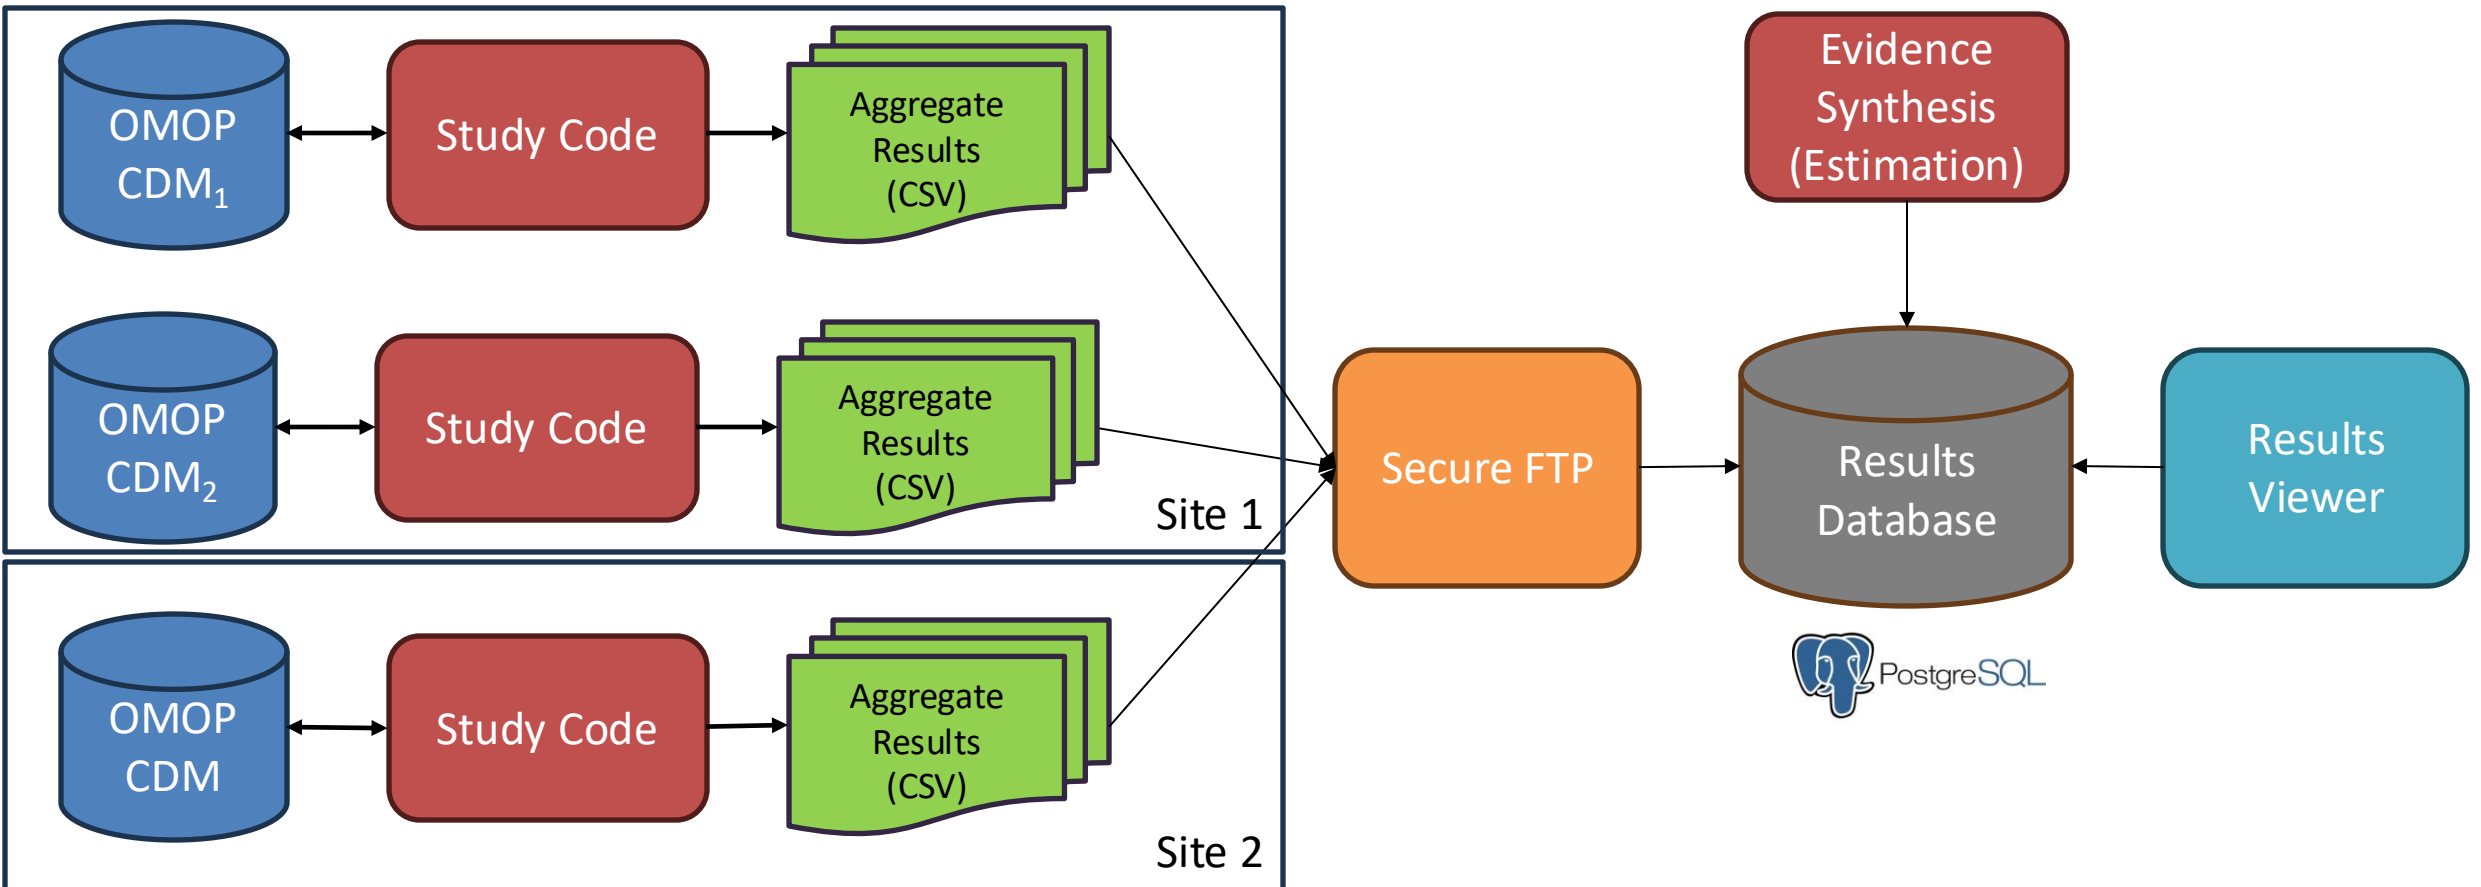 OMOP
CDM₁
Study Code
Aggregate
Results
(CSV)
OMOP
CDM₂
Study Code
Aggregate
Results
(CSV)
Site 1
OMOP
CDM
Study Code
Aggregate
Results
(CSV)
Site 2
Secure FTP
Evidence
Synthesis
(Estimation)
Results
Database
PostgreSQL
Results
Viewer